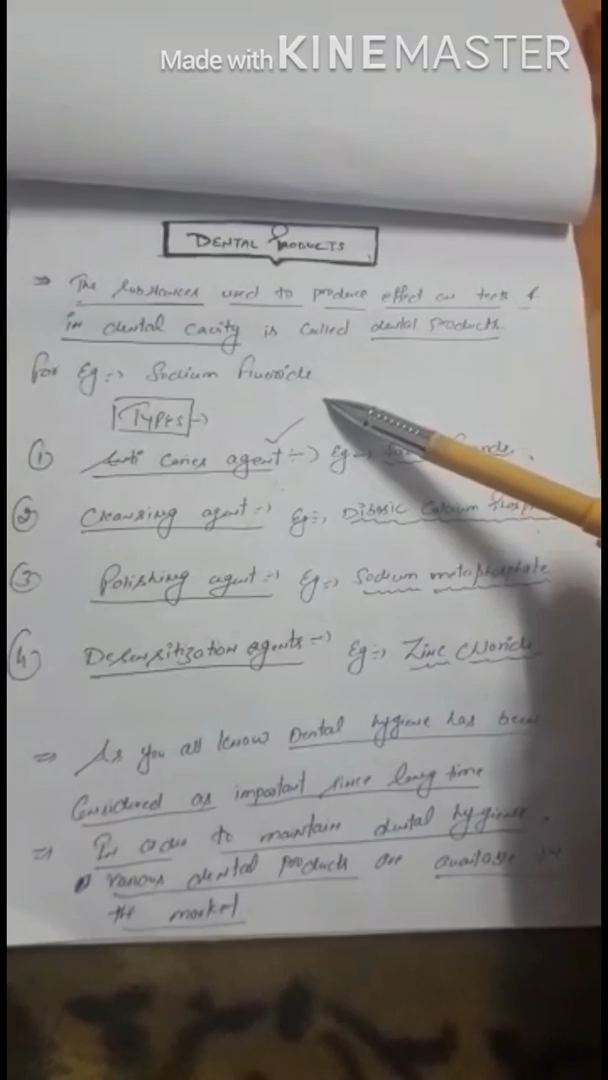 Made with KINEMASTER
DENTAL PRODUCTS
⇒ The Substances used to produce effect on teeth &
in dental cavity is called dental products.
For Eg :→ Sodium Fluoride
TYPES →
① Anti Caries agent :→ Eg →
② Cleansing agent :→ Eg :→ Dibasic Calcium
③ Polishing agent :→ Eg :→ Sodium metaphosphate
④ Desensitization agents :→ Eg :→ Zinc Chloride
⇒ As you all know Dental hygiene has been
Considered as important since long time
⇒ In order to maintain dental hygiene,
various dental products are available in
the market